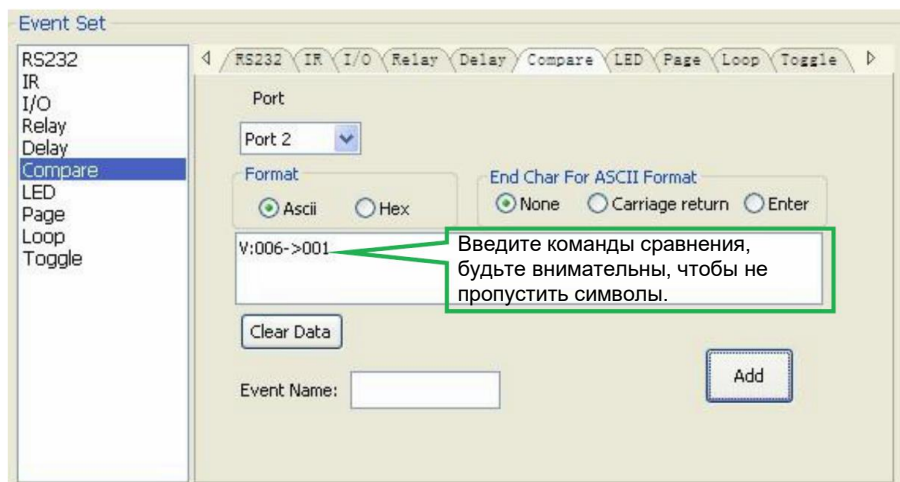 Event Set
RS232
IR
I/O
Relay
Delay
Compare
LED
Page
Loop
Toggle
RS232 IR I/O Relay Delay Compare LED Page Loop Toggle
Port
Port 2
Format
Ascii Hex
End Char For ASCII Format
None Carriage return Enter
V:006->001
Введите команды сравнения,
будьте внимательны, чтобы не
пропустить символы.
Clear Data
Event Name:
Add